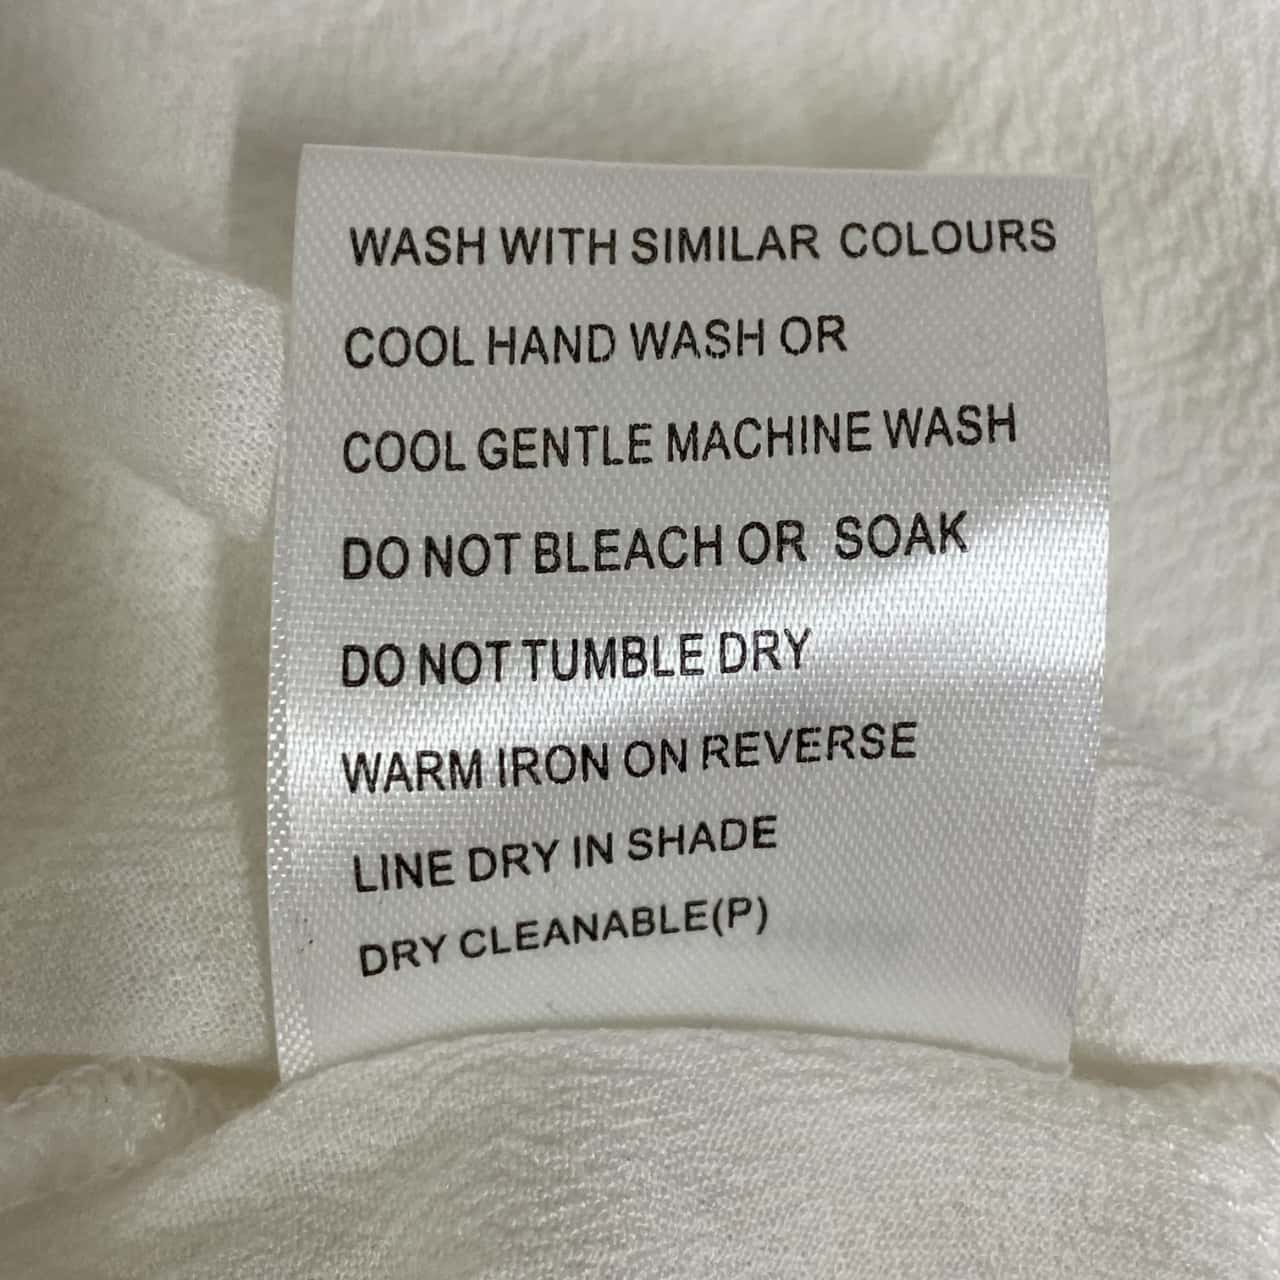 WASH WITH SIMILAR COLOURS
COOL HAND WASH OR
COOL GENTLE MACHINE WASH
DO NOT BLEACH OR SOAK
DO NOT TUMBLE DRY
WARM IRON ON REVERSE
LINE DRY IN SHADE
DRY CLEANABLE(P)